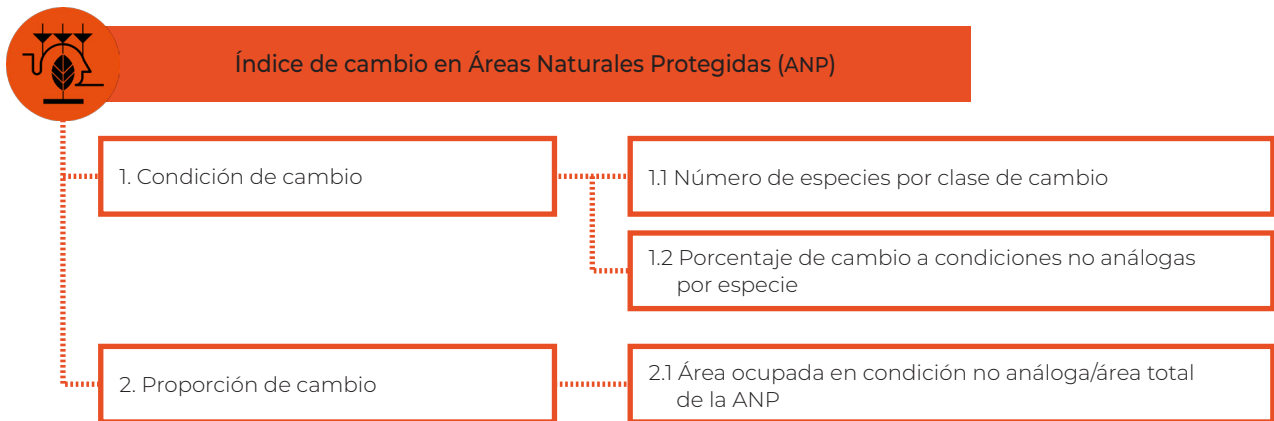 Índice de cambio en Áreas Naturales Protegidas (ANP)
1. Condición de cambio
1.1 Número de especies por clase de cambio
1.2 Porcentaje de cambio a condiciones no análogas
por especie
2. Proporción de cambio
2.1 Área ocupada en condición no análoga/área total
de la ANP